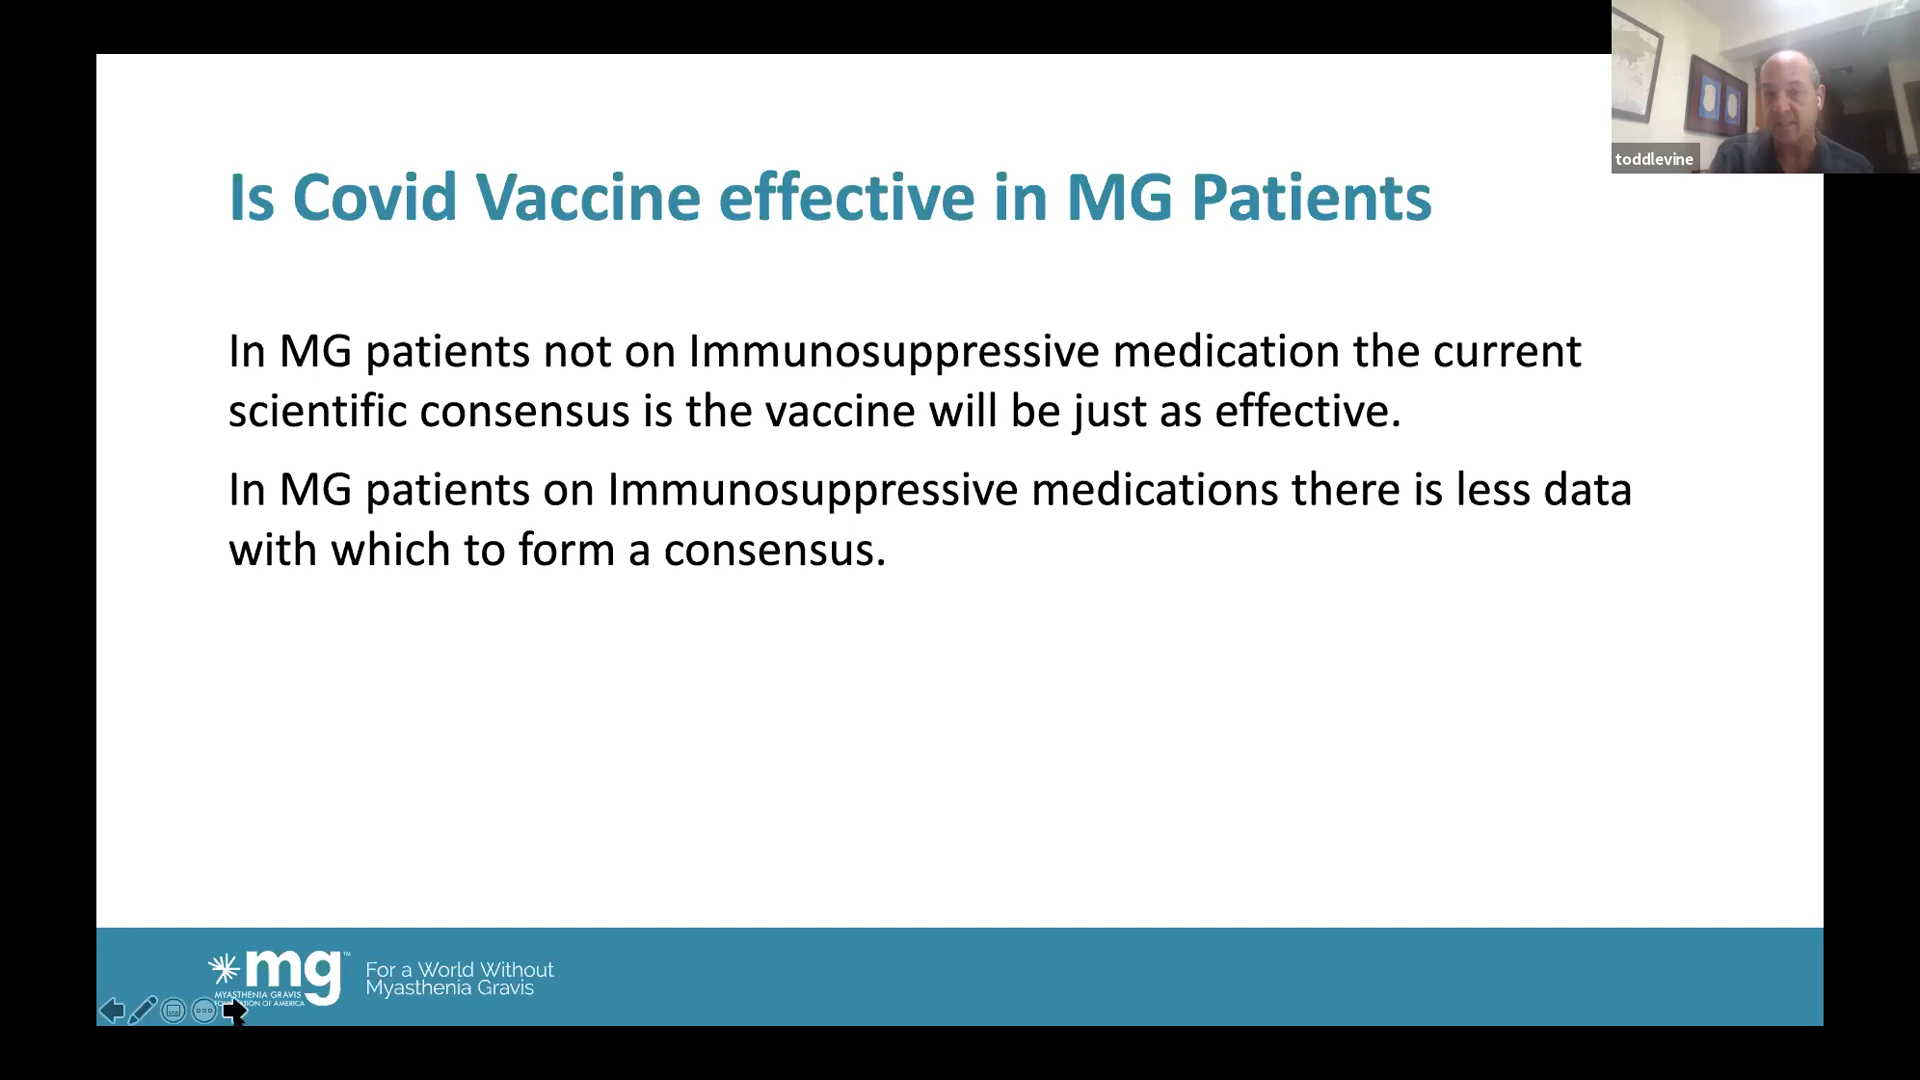 toddlevine
Is Covid Vaccine effective in MG Patients
In MG patients not on Immunosuppressive medication the current
scientific consensus is the vaccine will be just as effective.
In MG patients on Immunosuppressive medications there is less data
with which to form a consensus.
mg™
MYASTHENIA GRAVIS
OF AMERICA
For a World Without
Myasthenia Gravis